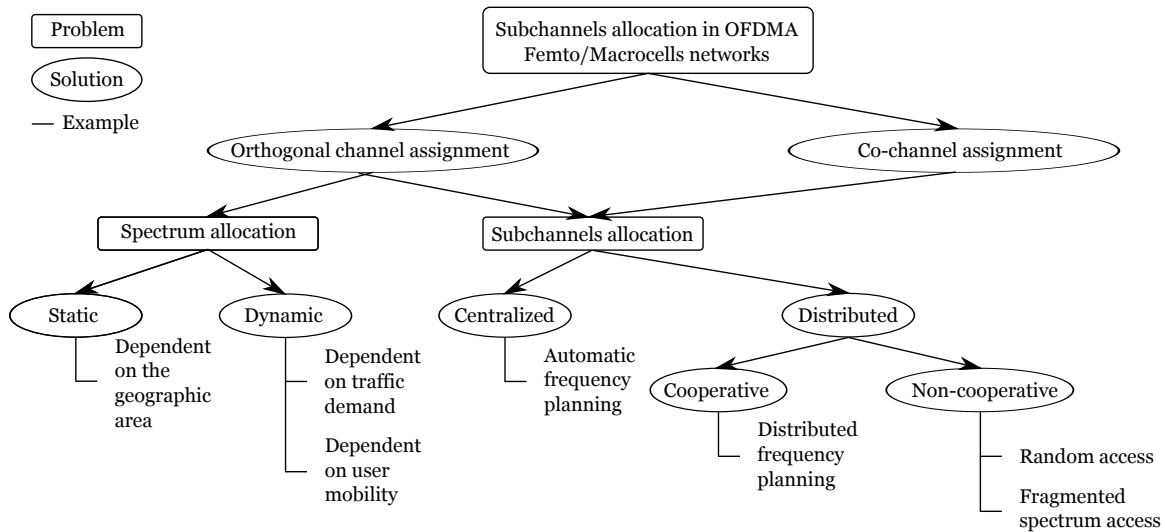 Problem
Solution
Example
Subchannels allocation in OFDMA
Femto/Macrocells networks
Orthogonal channel assignment
Co-channel assignment
Spectrum allocation
Subchannels allocation
Static
Dynamic
Centralized
Distributed
Dependent
on the
geographic
area
Dependent
on traffic
demand
Dependent
on user
mobility
Automatic
frequency
planning
Cooperative
Non-cooperative
Distributed
frequency
planning
Random access
Fragmented
spectrum access